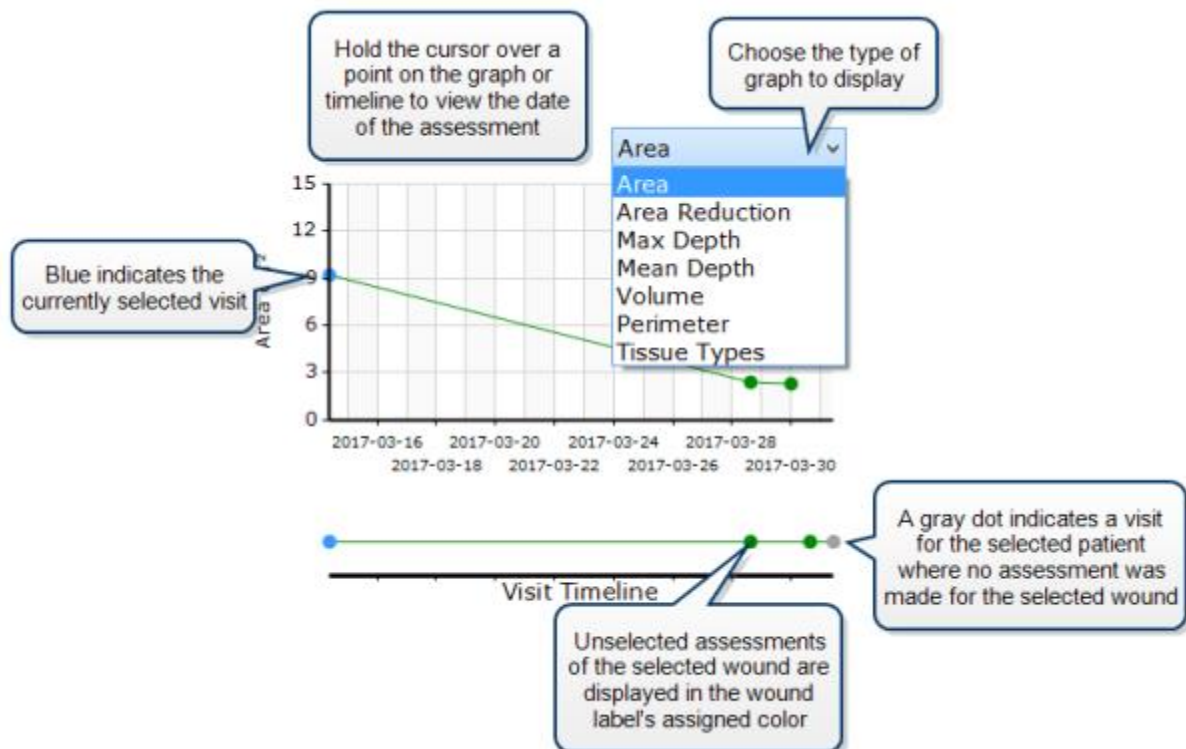 Hold the cursor over a
point on the graph or
timeline to view the date
of the assessment
Choose the type of
graph to display
Area
Area
Area Reduction
Max Depth
Mean Depth
Volume
Perimeter
Tissue Types
Blue indicates the
currently selected visit
Area
15
12
9
6
3
0
2017-03-16
2017-03-20
2017-03-24
2017-03-28
2017-03-18
2017-03-22
2017-03-26
2017-03-30
A gray dot indicates a visit
for the selected patient
where no assessment was
made for the selected wound
Visit Timeline
Unselected assessments
of the selected wound are
displayed in the wound
label's assigned color